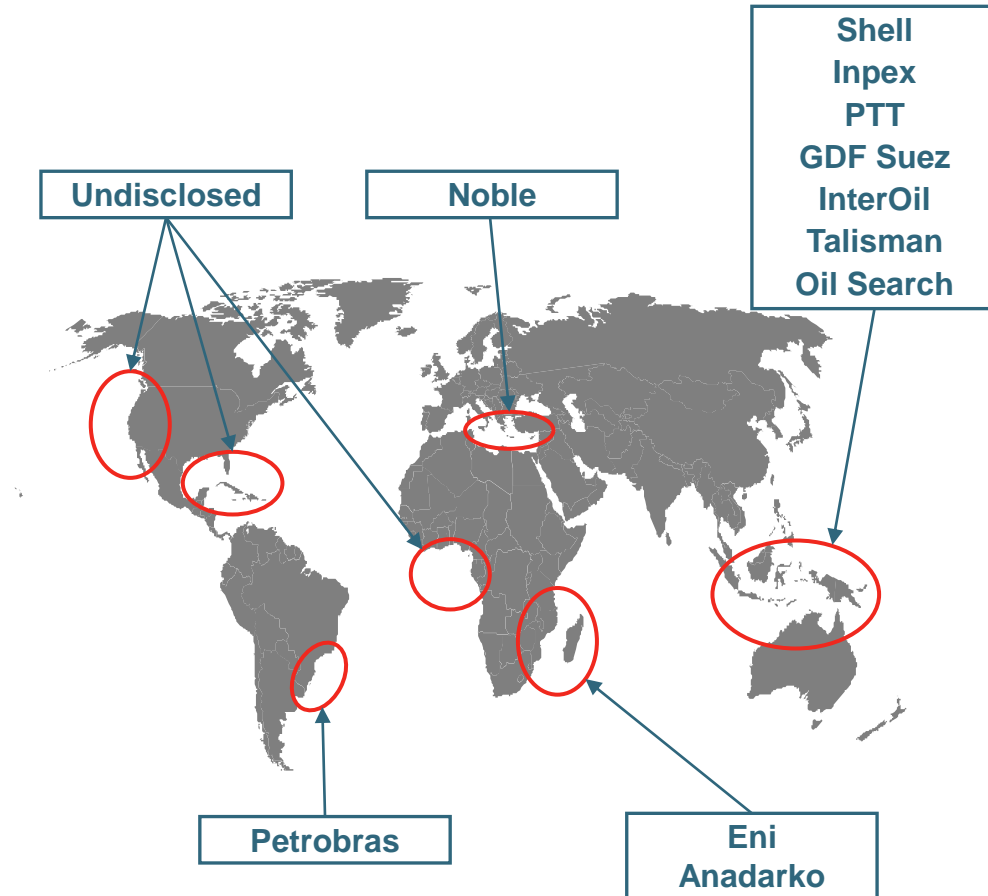 Shell
Inpex
PTT
GDF Suez
InterOil
Talisman
Oil Search
Undisclosed
Noble
Petrobras
Eni
Anadarko